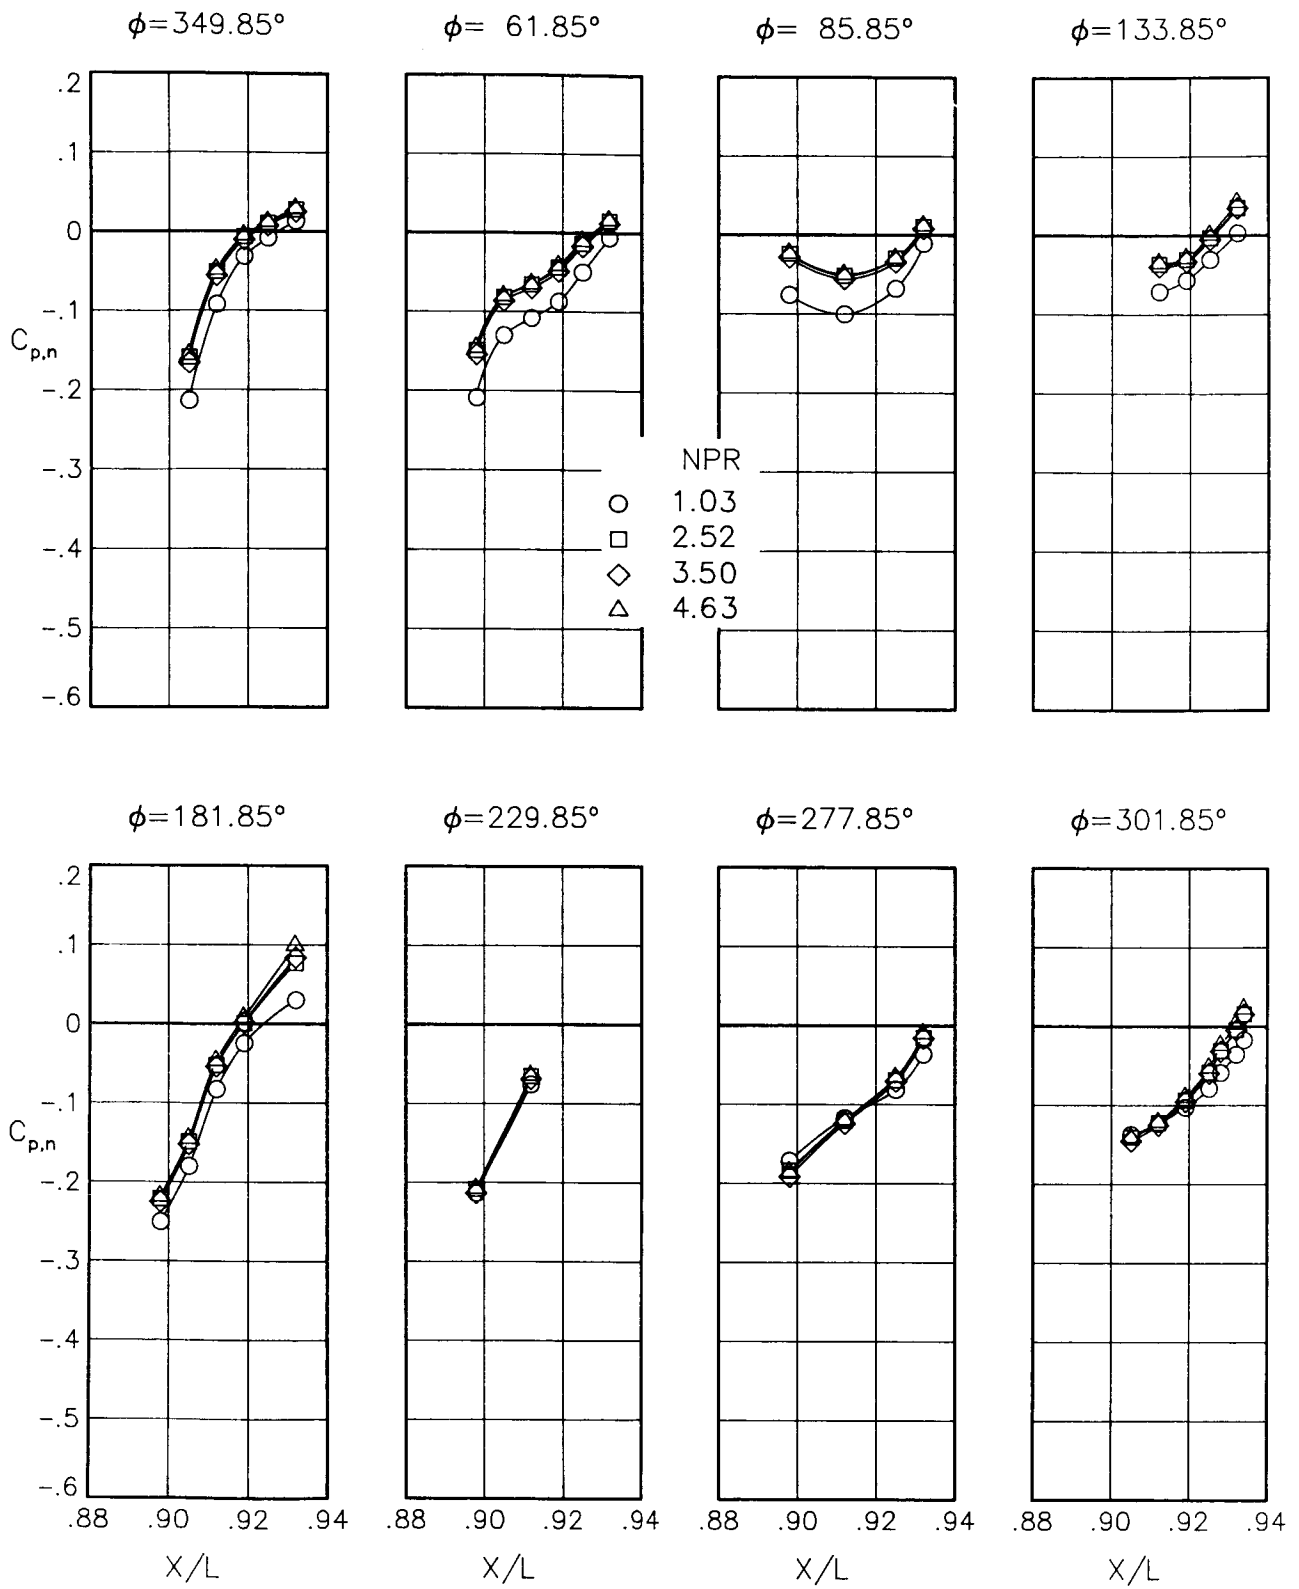 ϕ=349.85°
ϕ= 61.85°
ϕ= 85.85°
ϕ=133.85°
.2
.1
0
-.1
C_{p,n}
-.2
-.3
-.4
-.5
-.6
NPR
1.03
2.52
3.50
4.63
ϕ=181.85°
ϕ=229.85°
ϕ=277.85°
ϕ=301.85°
.2
.1
0
-.1
C_{p,n}
-.2
-.3
-.4
-.5
-.6
.88 .90 .92 .94
.88 .90 .92 .94
.88 .90 .92 .94
.88 .90 .92 .94
X/L
X/L
X/L
X/L